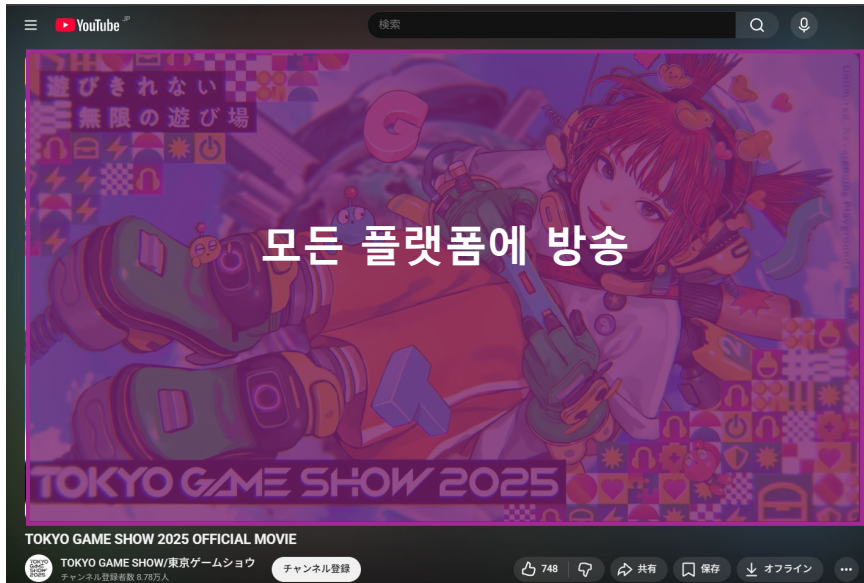 YouTube JP
検索
遊びきれない
無限の遊び場
모든 플랫폼에 방송
TOKYO GAME SHOW 2025
TOKYO GAME SHOW 2025 OFFICIAL MOVIE
TOKYO GAME SHOW 2025
TOKYO GAME SHOW/東京ゲームショウ
チャンネル登録者数 8.78万人
チャンネル登録
748
共有
保存
オフライン